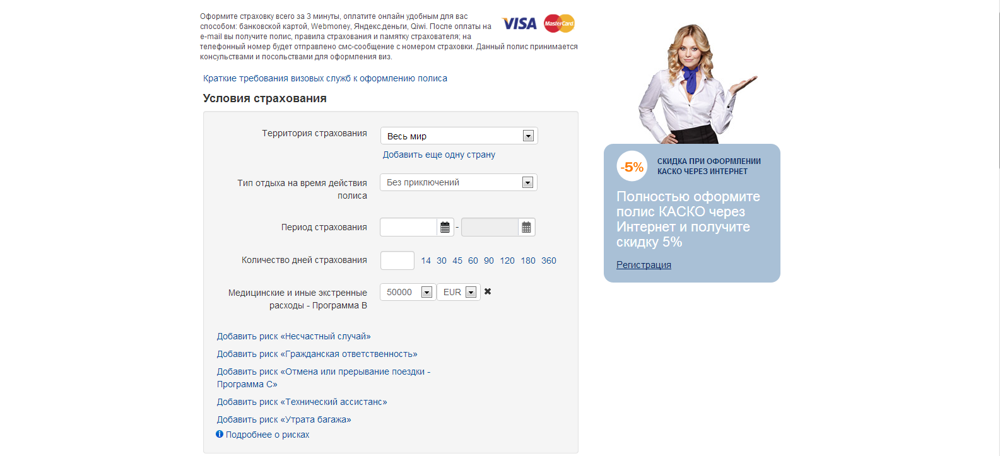 Оформите страховку всего за 3 минуты, оплатите онлайн удобным для вас
способом: банковской картой, Webmoney, Яндекс.деньги, Qiwi. После оплаты на
e-mail вы получите полис, правила страхования и памятку страхователя; на
телефонный номер будет отправлено смс-сообщение с номером страховки. Данный полис принимается
консульствами и посольствами для оформления виз.
VISA MasterCard
Краткие требования визовых служб к оформлению полиса
Условия страхования
Территория страхования Весь мир
Добавить еще одну страну
Тип отдыха на время действия
полиса
Без приключений
Период страхования -
Количество дней страхования 14 30 45 60 90 120 180 360
Медицинские и иные экстренные
расходы - Программа B
50000 EUR
Добавить риск «Несчастный случай»
Добавить риск «Гражданская ответственность»
Добавить риск «Отмена или прерывание поездки -
Программа C»
Добавить риск «Технический ассистанс»
Добавить риск «Утрата багажа»
Подробнее о рисках
-5%
СКИДКА ПРИ ОФОРМЛЕНИИ
КАСКО ЧЕРЕЗ ИНТЕРНЕТ
Полностью оформите
полис КАСКО через
Интернет и получите
скидку 5%
Регистрация